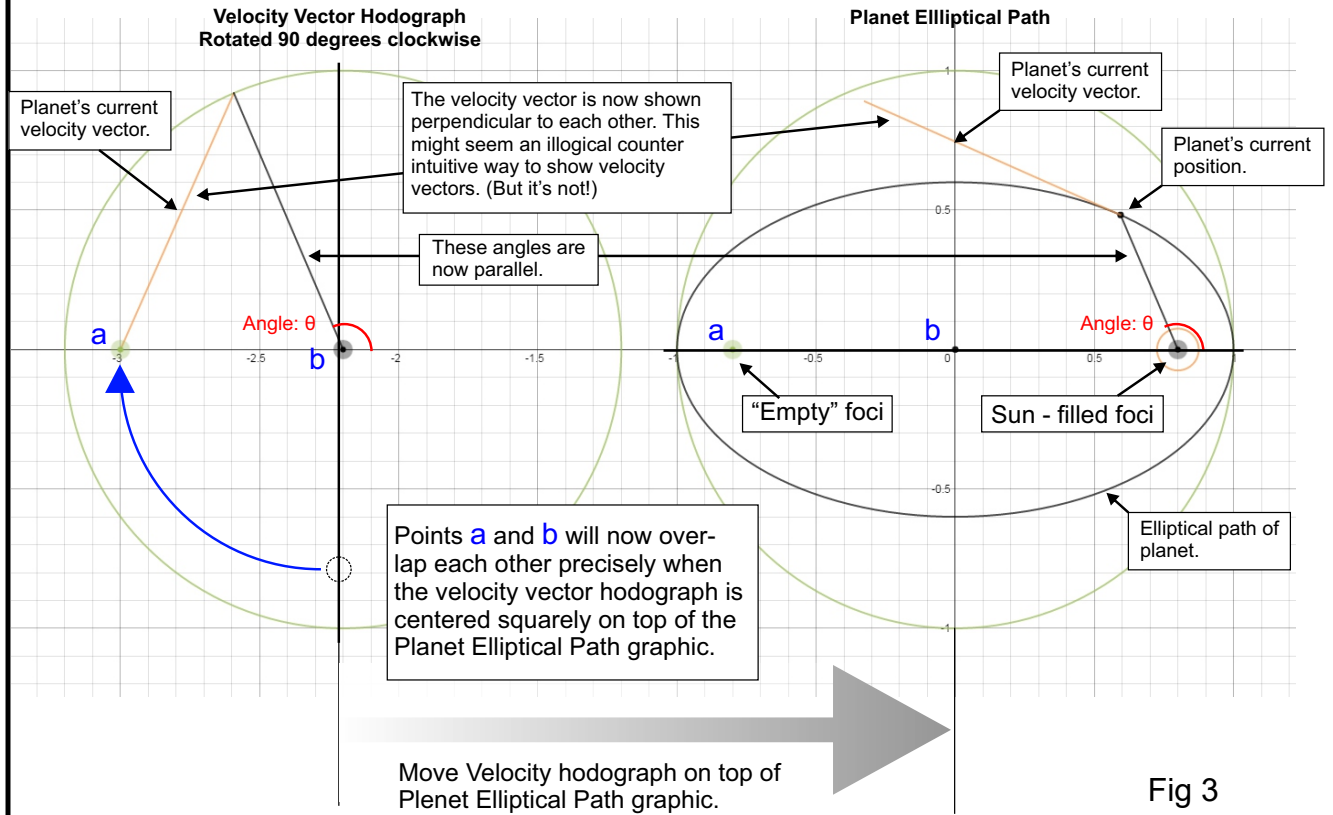 Velocity Vector Hodograph
Rotated 90 degrees clockwise
Planet Ellliptical Path
Planet's current
velocity vector.
The velocity vector is now shown
perpendicular to each other. This
might seem an illogical counter
intuitive way to show velocity
vectors. (But it's not!)
Planet's current
velocity vector.
Planet's current
position.
These angles are
now parallel.
1
0.5
a
Angle: θ
b
-3
-2.5
-2
-1.5
a
b
Angle: θ
-1
-0.5
0
0.5
1
"Empty" foci
Sun - filled foci
-0.5
Elliptical path of
planet.
Points a and b will now over-
lap each other precisely when
the velocity vector hodograph is
centered squarely on top of the
Planet Elliptical Path graphic.
-1
Move Velocity hodograph on top of
Plenet Elliptical Path graphic.
Fig 3